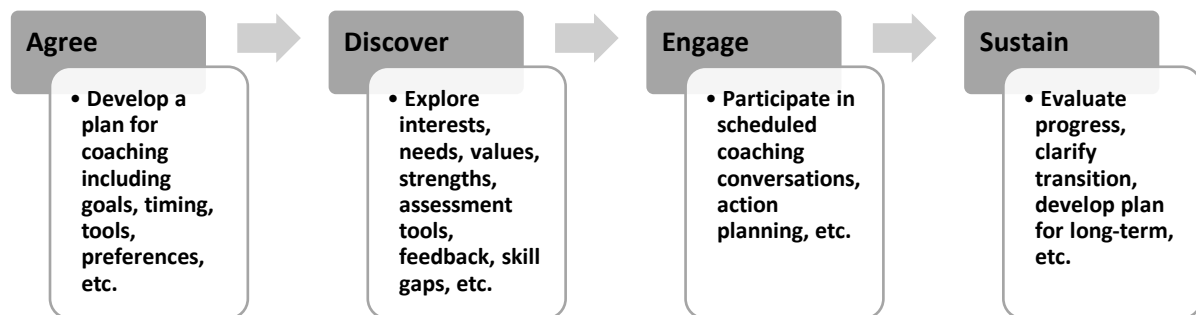 Agree
• Develop a
plan for
coaching
including
goals, timing,
tools,
preferences,
etc.
Discover
• Explore
interests,
needs, values,
strengths,
assessment
tools,
feedback, skill
gaps, etc.
Engage
• Participate in
scheduled
coaching
conversations,
action
planning, etc.
Sustain
• Evaluate
progress,
clarify
transition,
develop plan
for long-term,
etc.